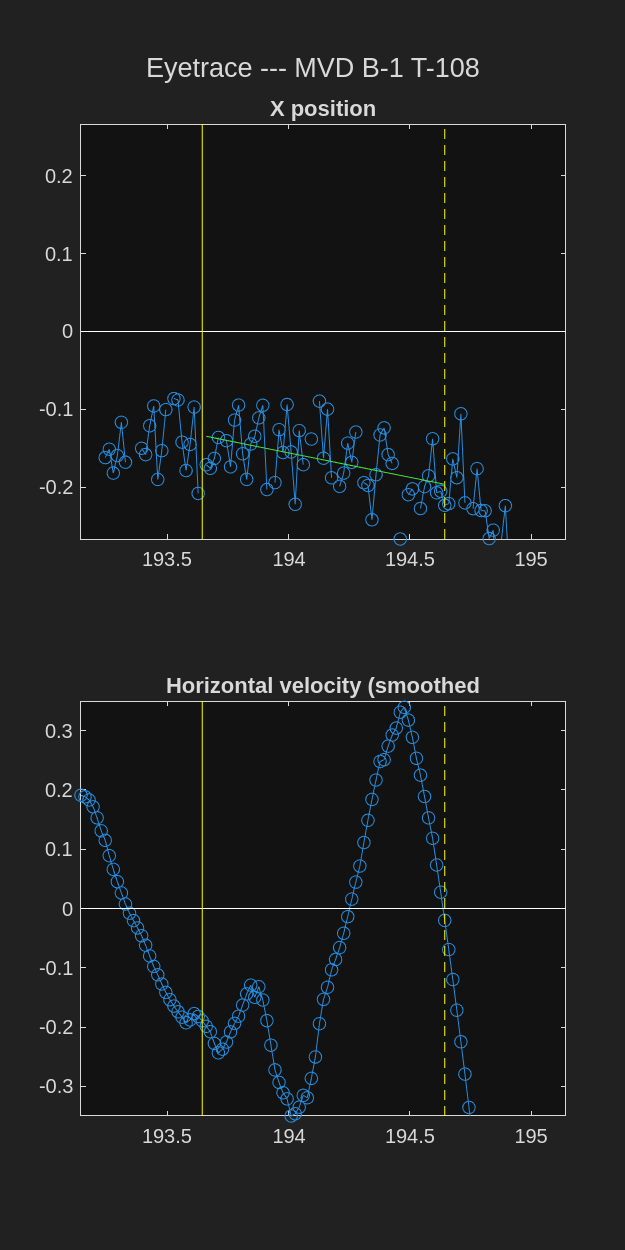 Eyetrace --- MVD B-1 T-108
X position
0.2
0.1
0
-0.1
-0.2
193.5 194 194.5 195
Horizontal velocity (smoothed
0.3
0.2
0.1
0
-0.1
-0.2
-0.3
193.5 194 194.5 195